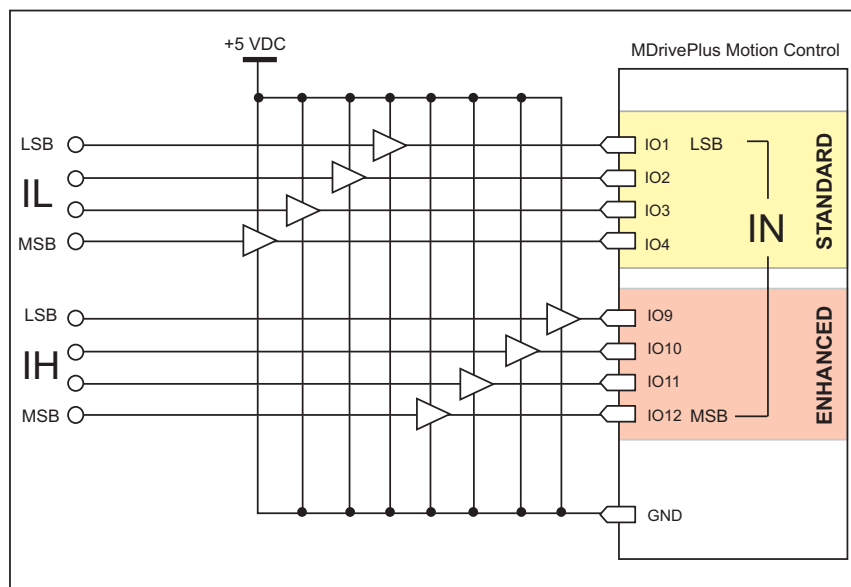 +5 VDC
MDrivePlus Motion Control
LSB
IL
MSB
IO1 LSB
IO2
IO3
IO4
STANDARD
IN
LSB
IH
MSB
IO9
IO10
IO11
IO12 MSB
ENHANCED
GND